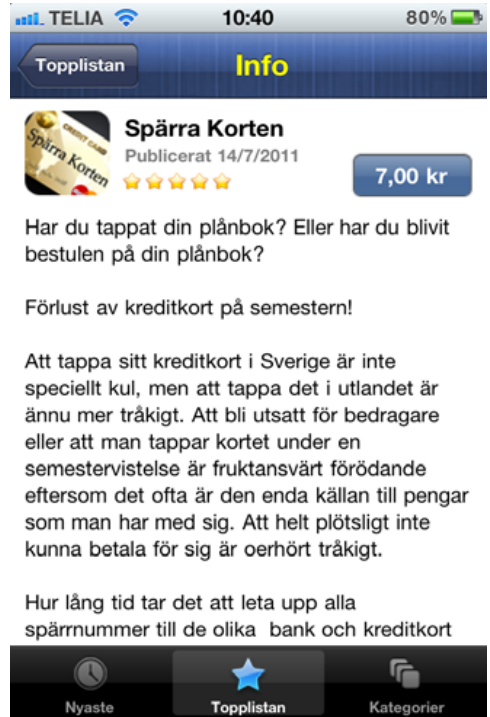 TELIA 10:40 80%
Topplistan Info
CREDIT CARD
Spärra Korten
Spärra Korten
Publicerat 14/7/2011
7,00 kr
Har du tappat din plånbok? Eller har du blivit
bestulen på din plånbok?
Förlust av kreditkort på semestern!
Att tappa sitt kreditkort i Sverige är inte
speciellt kul, men att tappa det i utlandet är
ännu mer tråkigt. Att bli utsatt för bedragare
eller att man tappar kortet under en
semestervistelse är fruktansvärt förödande
eftersom det ofta är den enda källan till pengar
som man har med sig. Att helt plötsligt inte
kunna betala för sig är oerhört tråkigt.
Hur lång tid tar det att leta upp alla
spärrnummer till de olika  bank och kreditkort
Nyaste Topplistan Kategorier